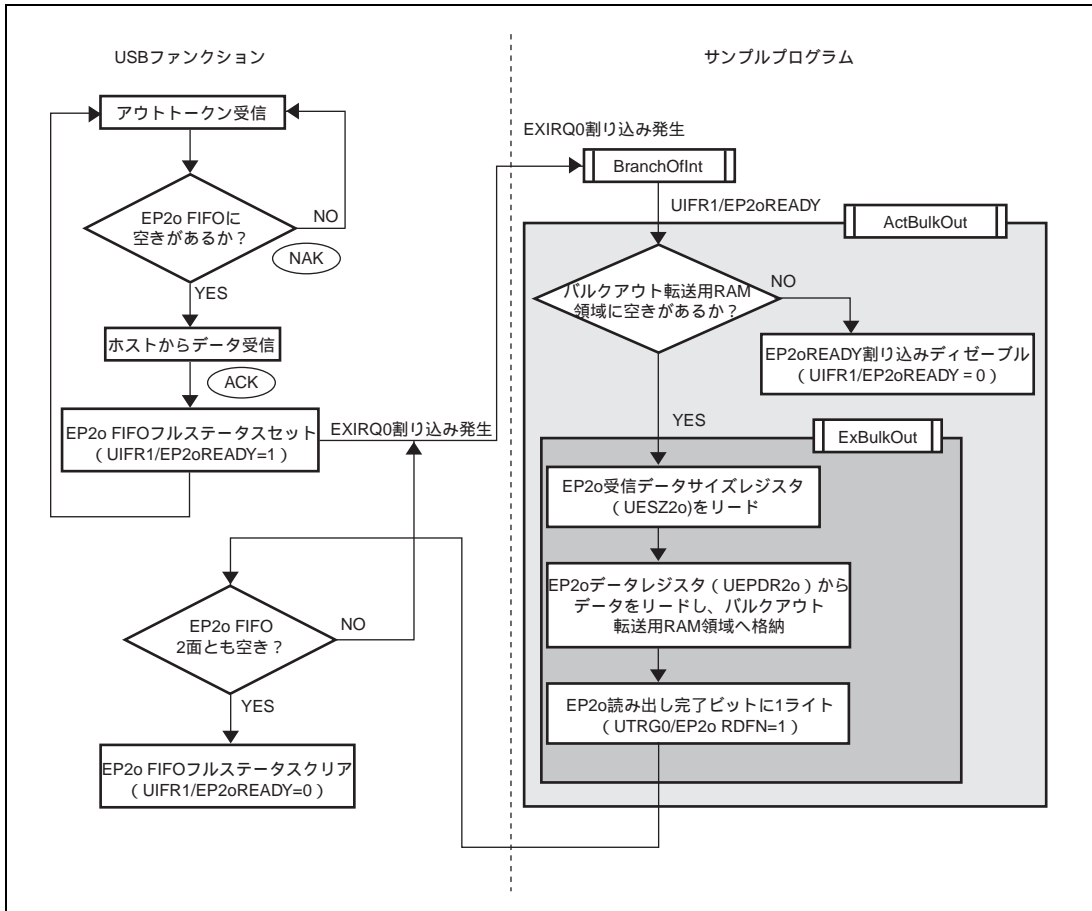 USBファンクション
サンプルプログラム
アウトトークン受信
EP2o FIFOに
空きがあるか？
NO
NAK
YES
ホストからデータ受信
ACK
EP2o FIFOフルステータスセット
（UIFR1/EP2oREADY=1）
EXIRQ0割り込み発生
EP2o FIFO
2面とも空き？
NO
YES
EP2o FIFOフルステータスクリア
（UIFR1/EP2oREADY=0）
EXIRQ0割り込み発生
BranchOfInt
UIFR1/EP2oREADY
ActBulkOut
バルクアウト転送用RAM
領域に空きがあるか？
NO
EP2oREADY割り込みディゼーブル
（UIFR1/EP2oREADY = 0）
YES
ExBulkOut
EP2o受信データサイズレジスタ
（UESZ2o)をリード
EP2oデータレジスタ（UEPDR2o）から
データをリードし、バルクアウト
転送用RAM領域へ格納
EP2o読み出し完了ビットに1ライト
（UTRG0/EP2o RDFN=1）